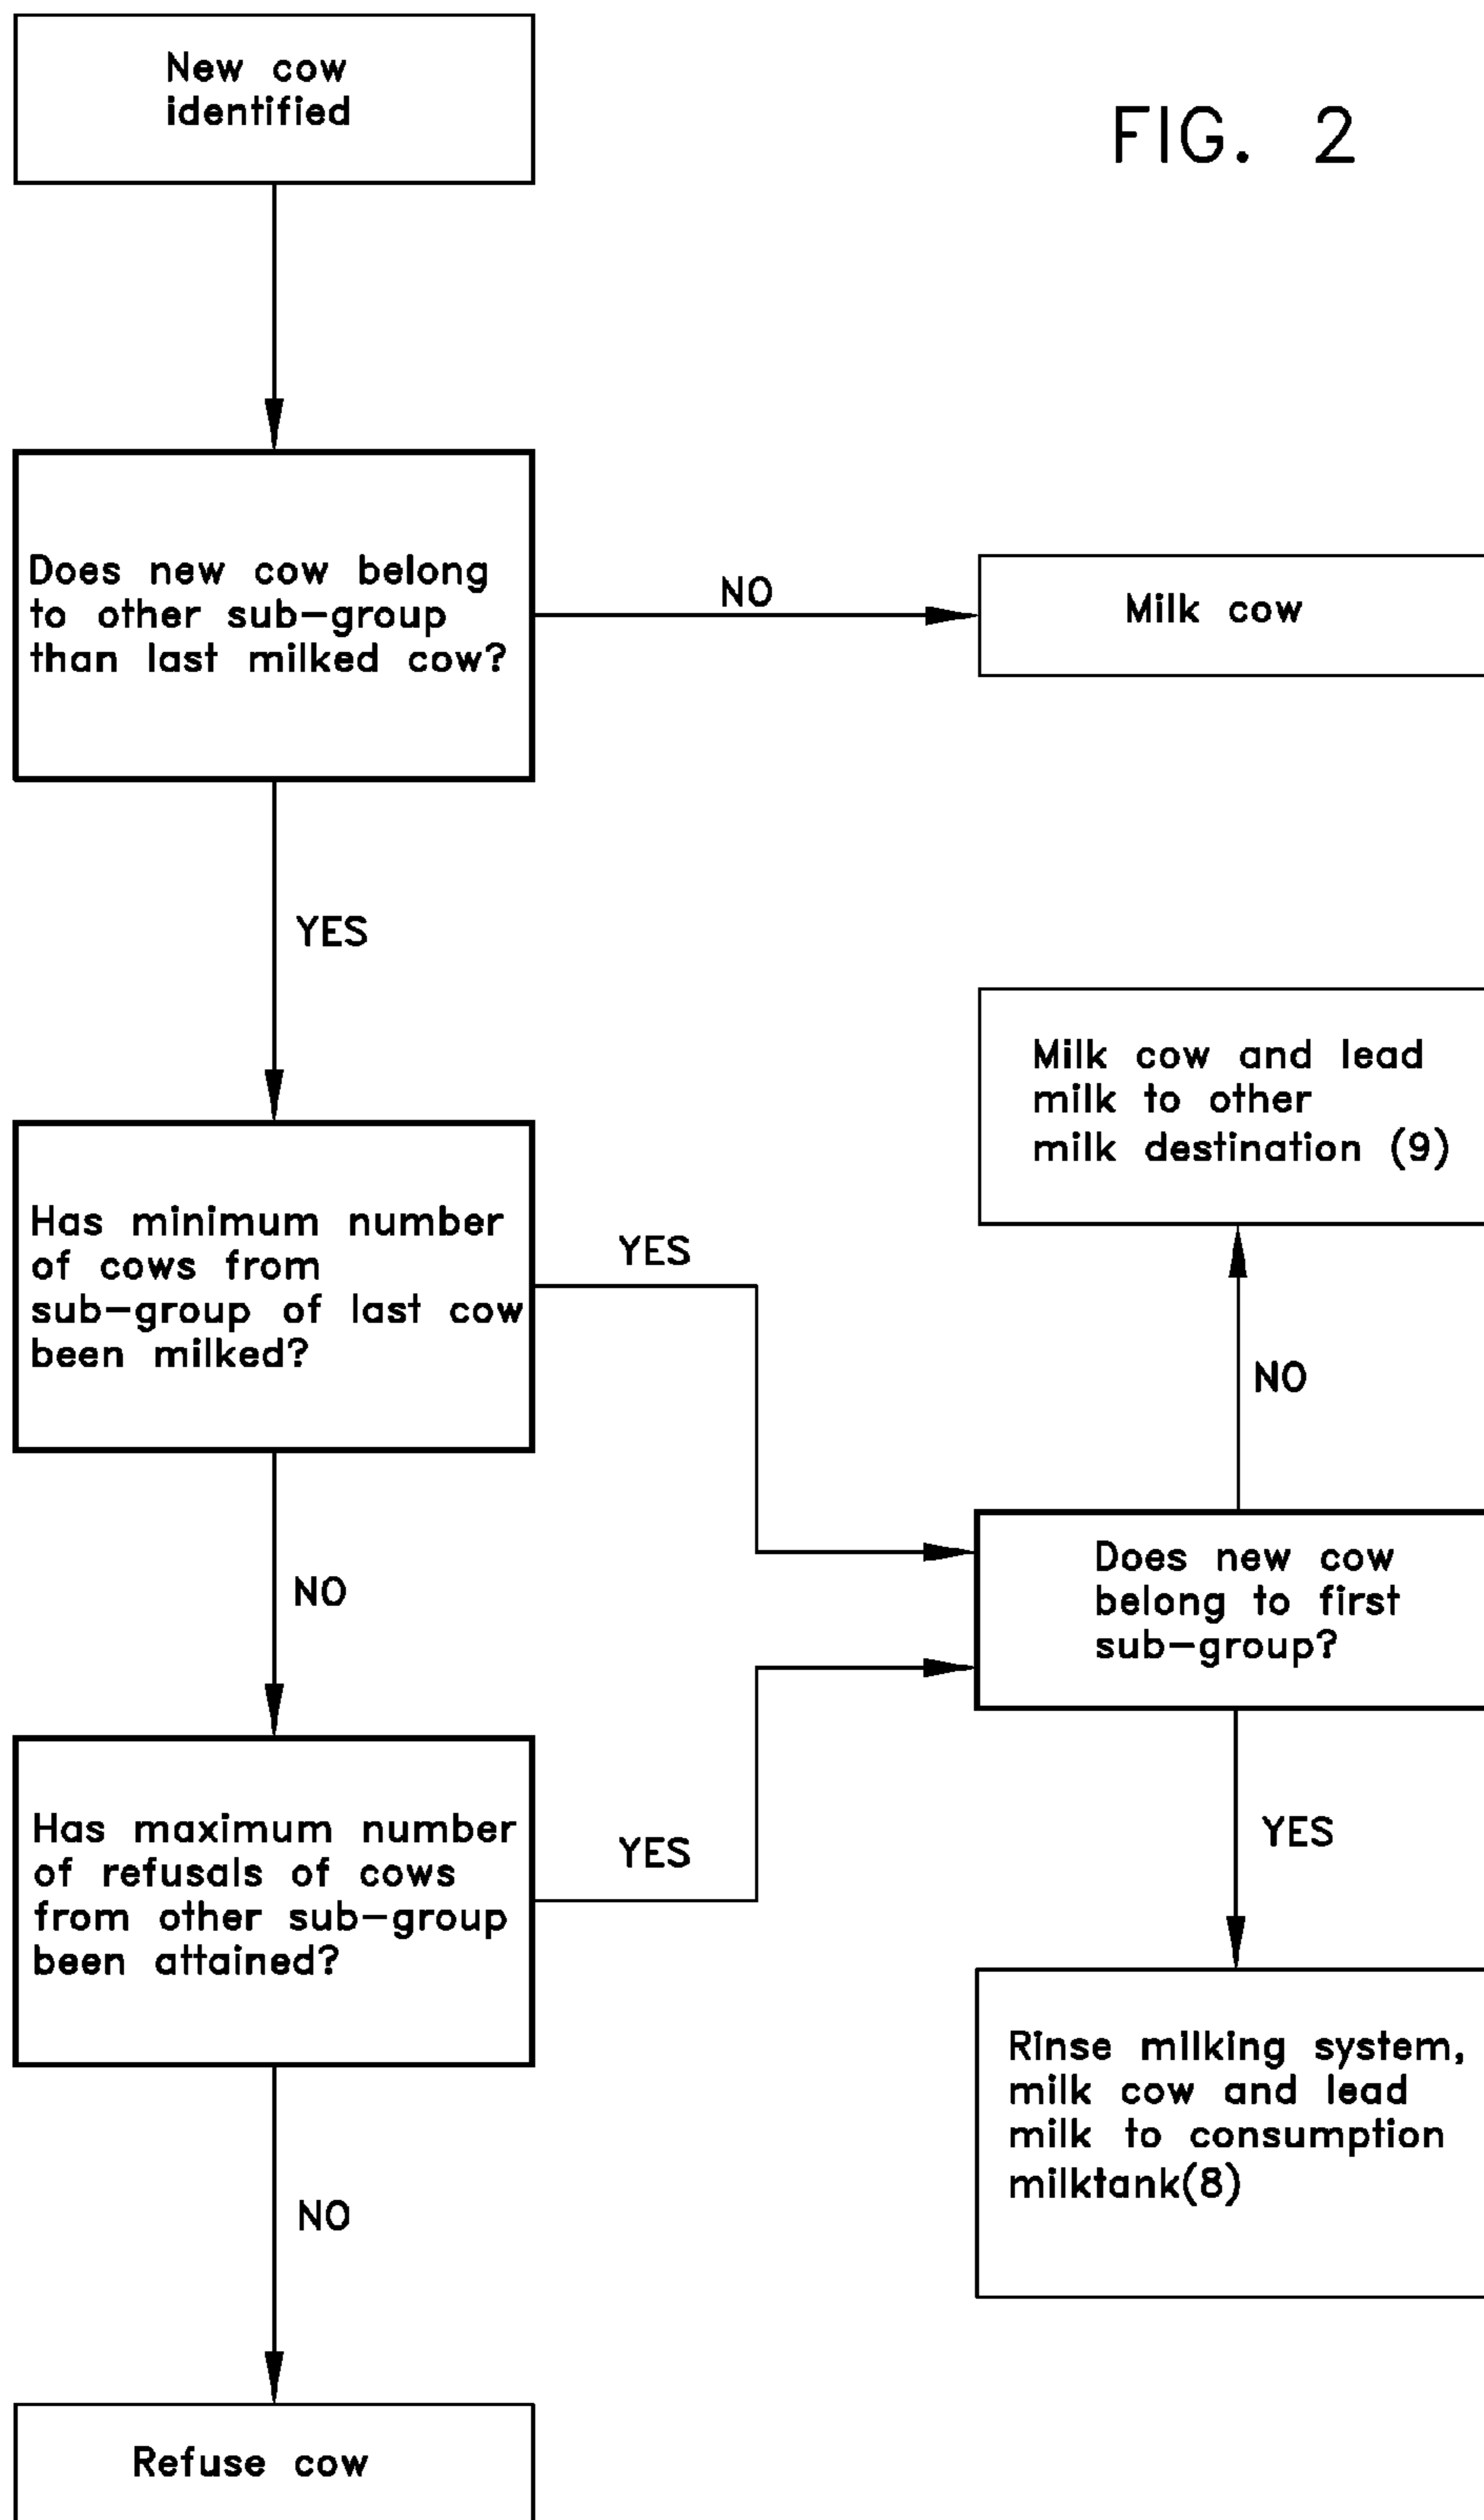 New cow
identified
FIG. 2
Does new cow belong
to other sub-group
than last milked cow?
NO
Milk cow
YES
Has minimum number
of cows from
sub-group of last cow
been milked?
YES
Milk cow and lead
milk to other
milk destination (9)
NO
NO
Does new cow
belong to first
sub-group?
Has maximum number
of refusals of cows
from other sub-group
been attained?
YES
YES
Rinse milking system,
milk cow and lead
milk to consumption
milktank(8)
NO
Refuse cow